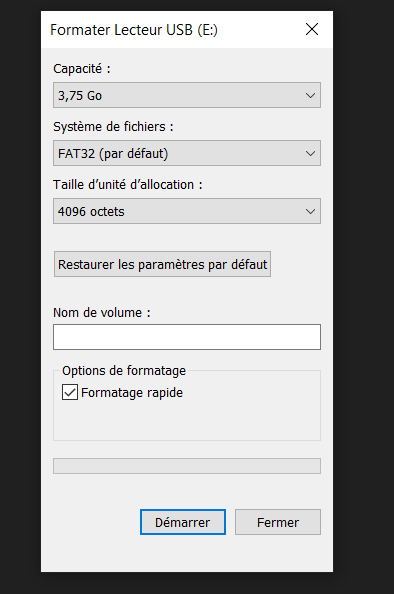 Formater Lecteur USB (E:)
Capacité :
3,75 Go
Système de fichiers :
FAT32 (par défaut)
Taille d’unité d’allocation :
4096 octets
Restaurer les paramètres par défaut
Nom de volume :
Options de formatage
Formatage rapide
Démarrer
Fermer